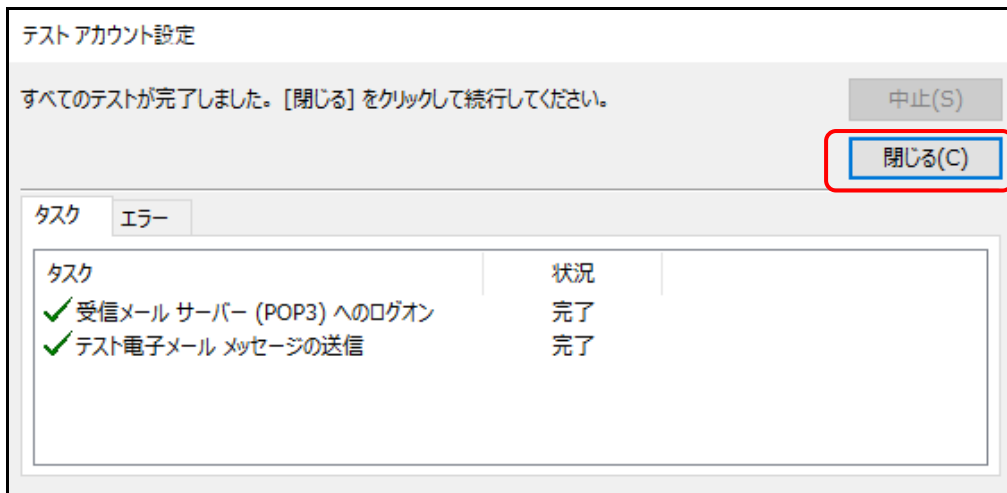 テスト アカウント設定
すべてのテストが完了しました。[閉じる] をクリックして続行してください。
中止(S)
閉じる(C)
タスク エラー
タスク 状況
受信メール サーバー (POP3) へのログオン 完了
テスト電子メール メッセージの送信 完了